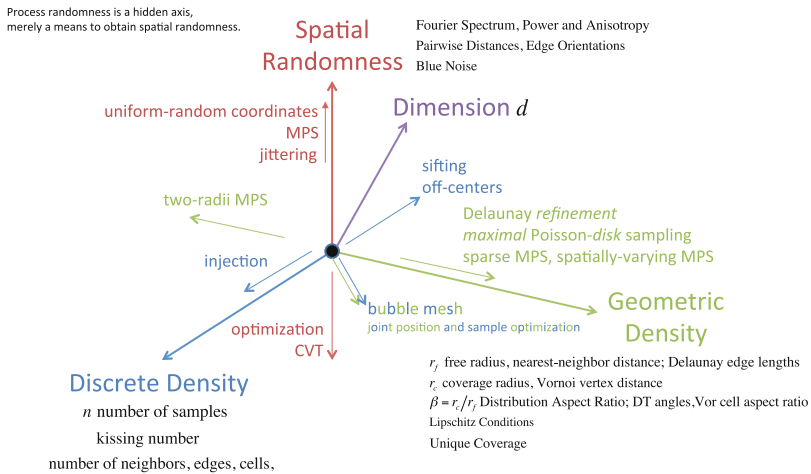 Process randomness is a hidden axis,
merely a means to obtain spatial randomness.
Spatial
Randomness
Fourier Spectrum, Power and Anisotropy
Pairwise Distances, Edge Orientations
Blue Noise
uniform-random coordinates
MPS
jittering
Dimension d
sifting
off-centers
two-radii MPS
Delaunay refinement
maximal Poisson-disk sampling
sparse MPS, spatially-varying MPS
injection
bubble mesh
joint position and sample optimization
optimization
CVT
Geometric
Density
r_f free radius, nearest-neighbor distance; Delaunay edge lengths
r_c coverage radius, Vornoi vertex distance
β = r_c/r_f Distribution Aspect Ratio; DT angles,Vor cell aspect ratio
Lipschitz Conditions
Unique Coverage
Discrete Density
n number of samples
kissing number
number of neighbors, edges, cells,